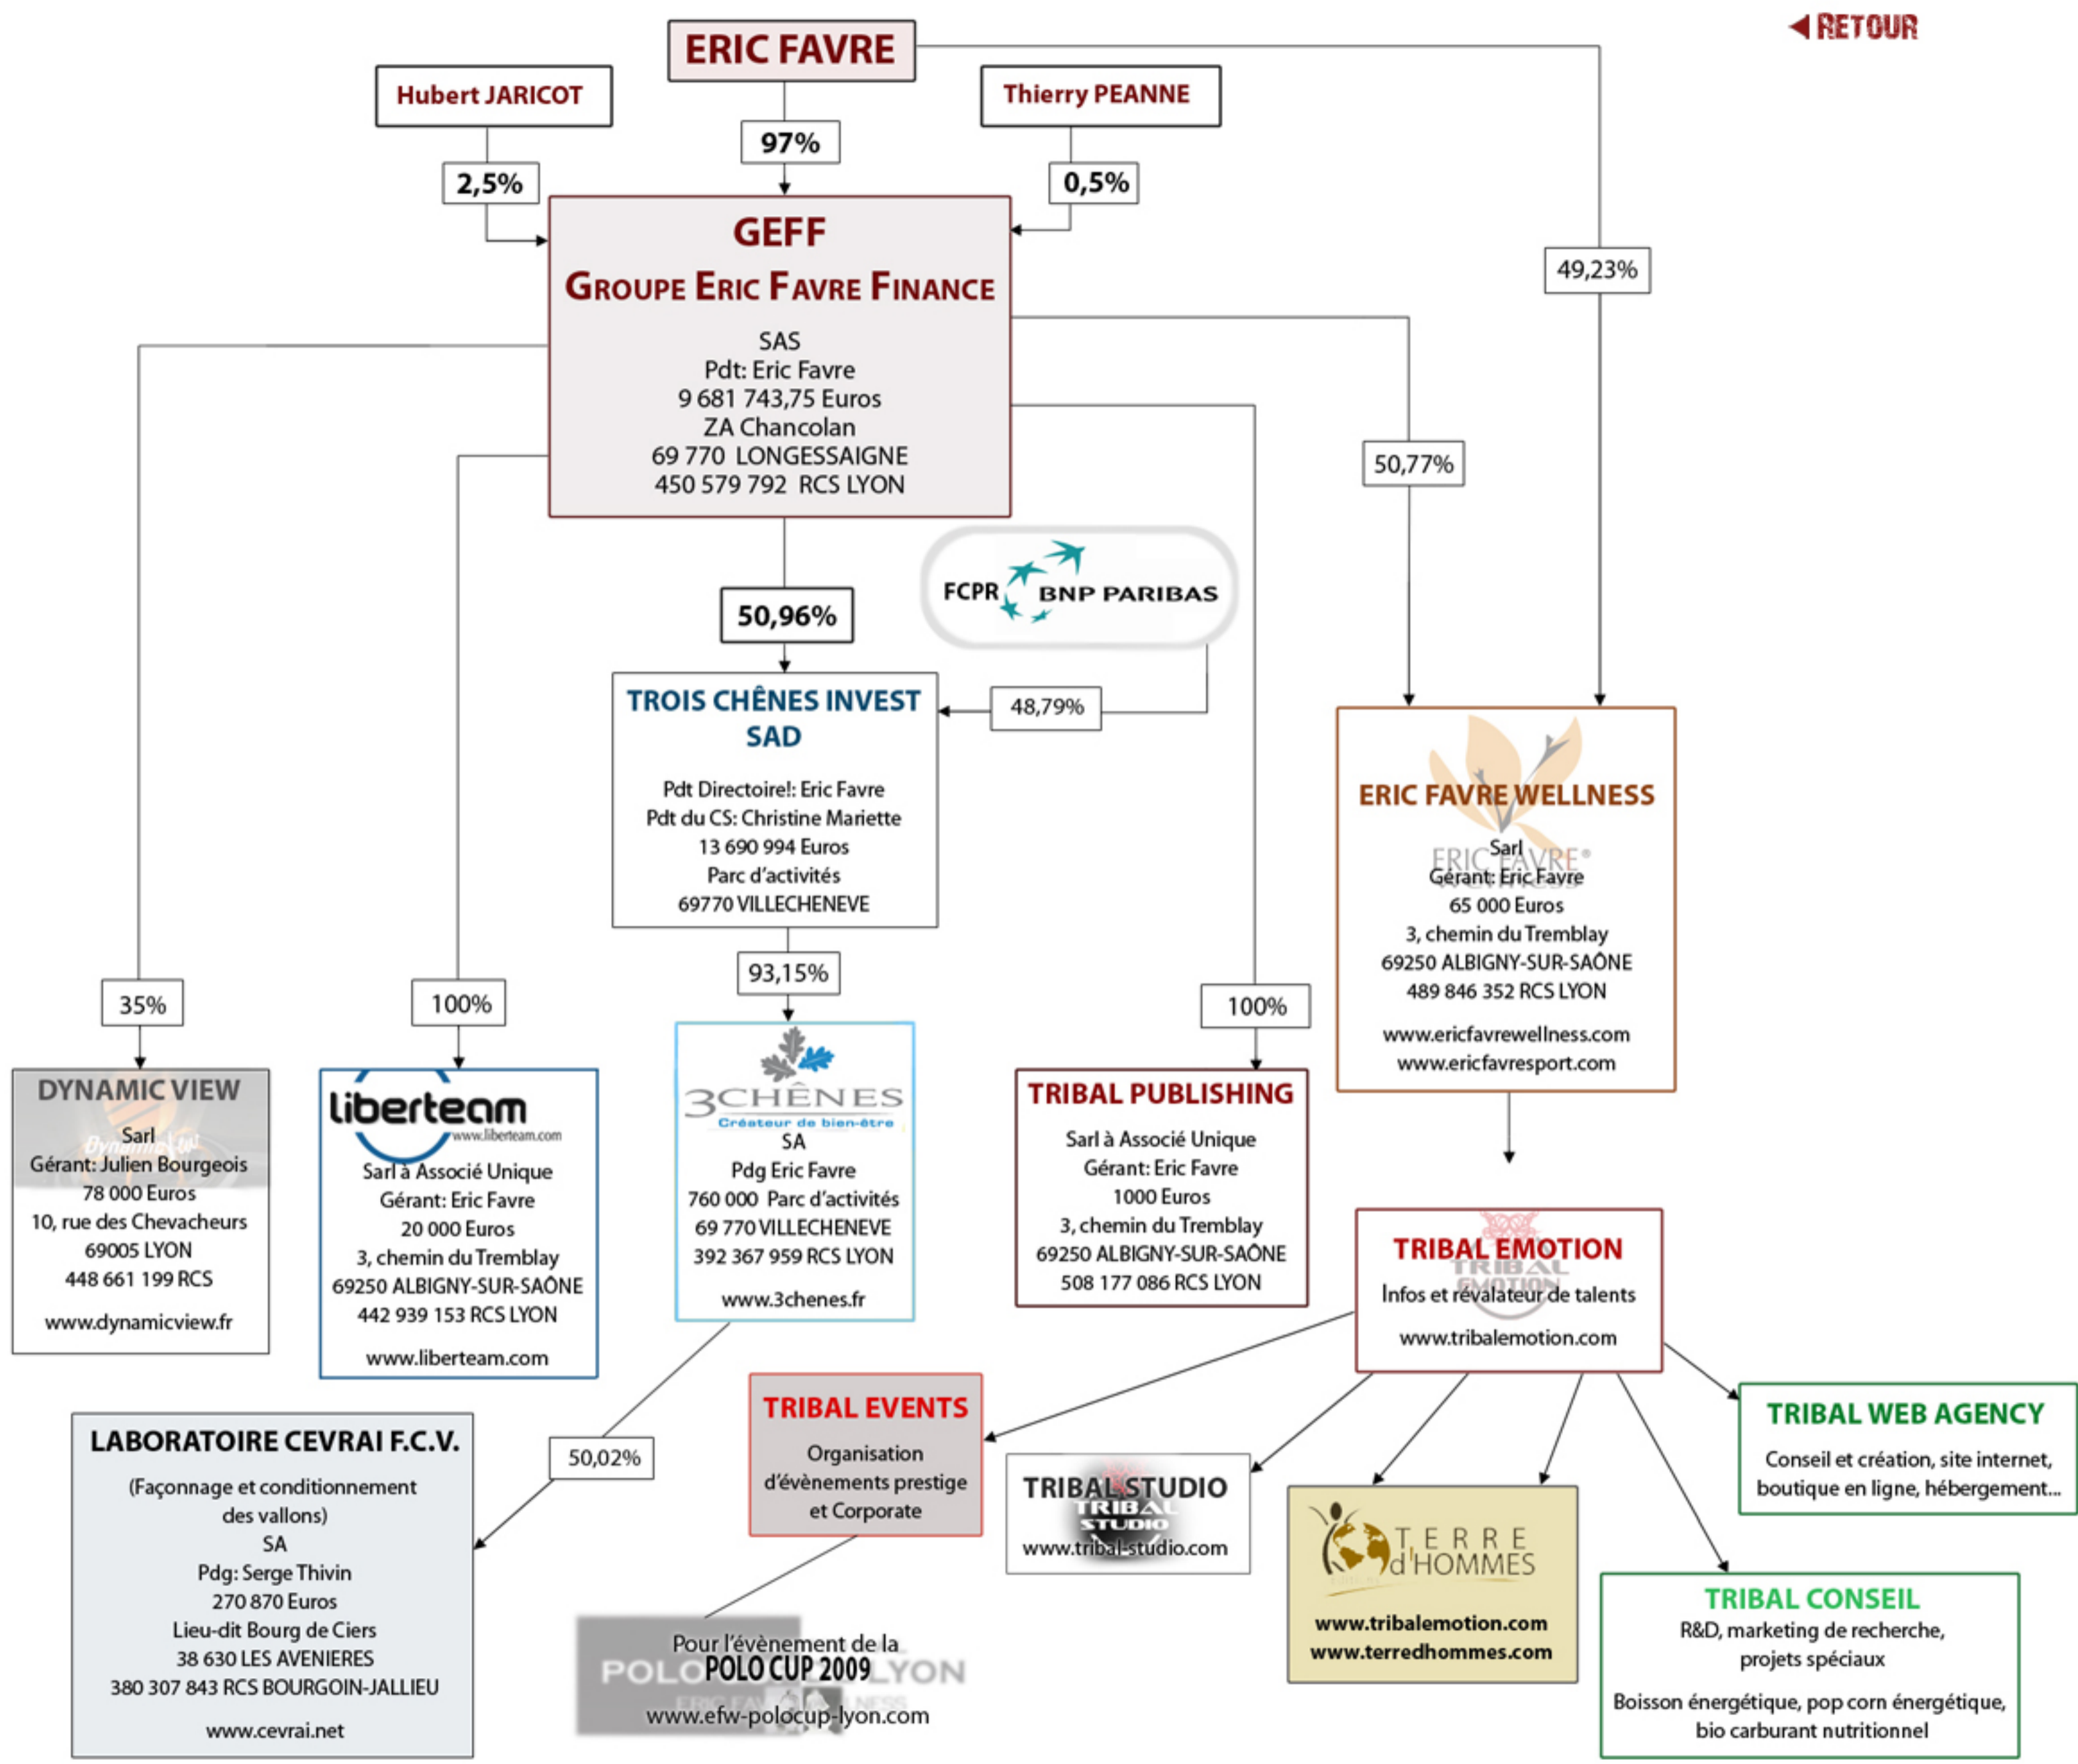 RETOUR
ERIC FAVRE
Hubert JARICOT
Thierry PEANNE
97%
2,5%
0,5%
GEFF
GROUPE ERIC FAVRE FINANCE
SAS
Pdt: Eric Favre
9 681 743,75 Euros
ZA Chancolan
69 770 LONGESSAIGNE
450 579 792 RCS LYON
49,23%
50,77%
50,96%
FCPR BNP PARIBAS
48,79%
TROIS CHÊNES INVEST
SAD
Pdt Directoire!: Eric Favre
Pdt du CS: Christine Mariette
13 690 994 Euros
Parc d'activités
69770 VILLECHENEVE
93,15%
ERIC FAVRE WELLNESS
ERIC FAVRE®
WELLNESS
Sarl
Gérant: Eric Favre
65 000 Euros
3, chemin du Tremblay
69250 ALBIGNY-SUR-SAÔNE
489 846 352 RCS LYON
www.ericfavrewellness.com
www.ericfavresport.com
35%
100%
100%
DYNAMIC VIEW
Sarl
Gérant: Julien Bourgeois
78 000 Euros
10, rue des Chevacheurs
69005 LYON
448 661 199 RCS
www.dynamicview.fr
liberteam
www.liberteam.com
Sarl à Associé Unique
Gérant: Eric Favre
20 000 Euros
3, chemin du Tremblay
69250 ALBIGNY-SUR-SAÔNE
442 939 153 RCS LYON
www.liberteam.com
3CHÊNES
Créateur de bien-être
SA
Pdg Eric Favre
760 000 Parc d'activités
69 770 VILLECHENEVE
392 367 959 RCS LYON
www.3chenes.fr
TRIBAL PUBLISHING
Sarl à Associé Unique
Gérant: Eric Favre
1000 Euros
3, chemin du Tremblay
69250 ALBIGNY-SUR-SAÔNE
508 177 086 RCS LYON
TRIBAL EMOTION
TRIBAL
EMOTION
Infos et révalateur de talents
www.tribalemotion.com
50,02%
LABORATOIRE CEVRAI F.C.V.
(Façonnage et conditionnement
des vallons)
SA
Pdg: Serge Thivin
270 870 Euros
Lieu-dit Bourg de Ciers
38 630 LES AVENIERES
380 307 843 RCS BOURGOIN-JALLIEU
www.cevrai.net
TRIBAL EVENTS
Organisation
d'évènements prestige
et Corporate
Pour l'évènement de la
POLO CUP 2009
POLO LYON
www.efw-polocup-lyon.com
TRIBAL STUDIO
TRIBAL
STUDIO
www.tribal-studio.com
TERRE
d'HOMMES
www.tribalemotion.com
www.terredhommes.com
TRIBAL WEB AGENCY
Conseil et création, site internet,
boutique en ligne, hébergement...
TRIBAL CONSEIL
R&D, marketing de recherche,
projets spéciaux
Boisson énergétique, pop corn énergétique,
bio carburant nutritionnel